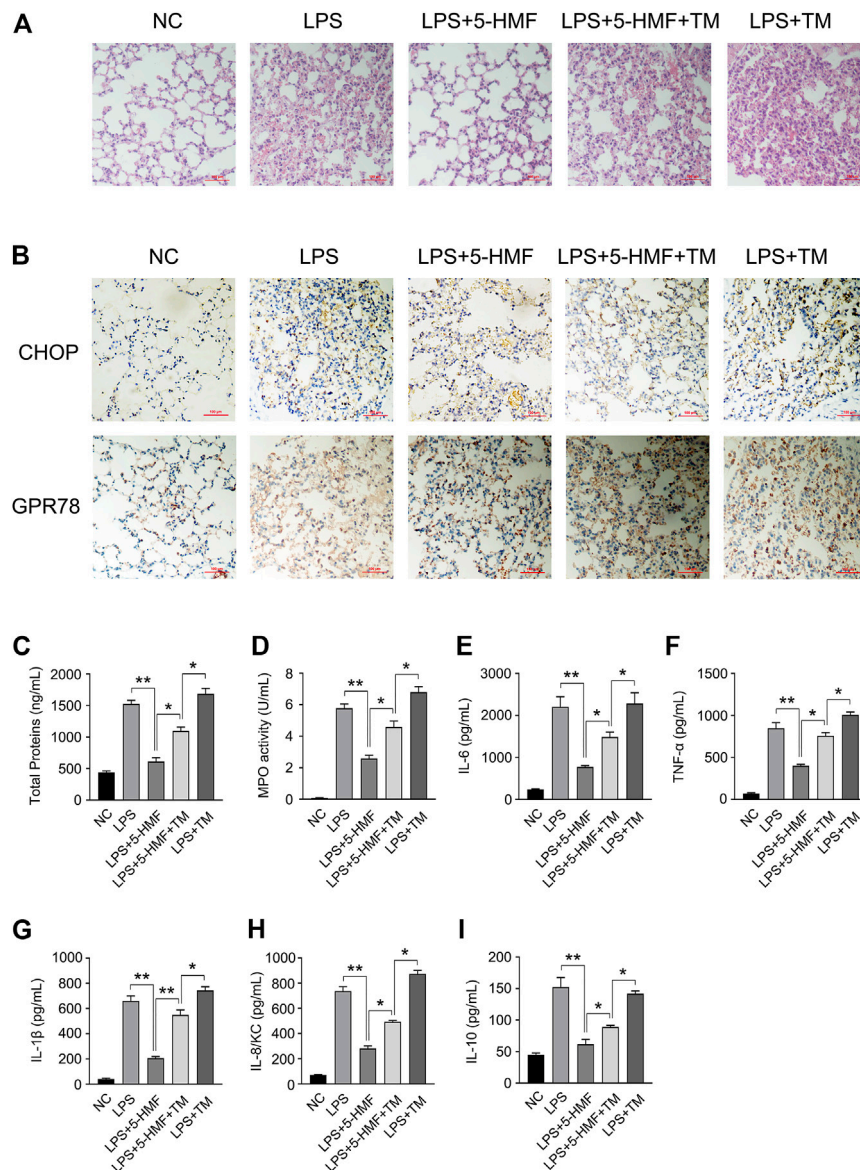 A
NC LPS LPS+5-HMF LPS+5-HMF+TM LPS+TM
B
NC LPS LPS+5-HMF LPS+5-HMF+TM LPS+TM
CHOP
GPR78
C
Total Proteins (ng/mL)
2000
1500
1000
500
0
** * *
NC LPS LPS+5-HMF LPS+5-HMF+TM LPS+TM
D
MPO activity (U/mL)
8
6
4
2
0
** * *
NC LPS LPS+5-HMF LPS+5-HMF+TM LPS+TM
E
IL-6 (pg/mL)
3000
2000
1000
0
** * *
NC LPS LPS+5-HMF LPS+5-HMF+TM LPS+TM
F
TNF-α (pg/mL)
1500
1000
500
0
** * *
NC LPS LPS+5-HMF LPS+5-HMF+TM LPS+TM
G
IL-1β (pg/mL)
1000
800
600
400
200
0
** ** *
NC LPS LPS+5-HMF LPS+5-HMF+TM LPS+TM
H
IL-8/KC (pg/mL)
1000
800
600
400
200
0
** * *
NC LPS LPS+5-HMF LPS+5-HMF+TM LPS+TM
I
IL-10 (pg/mL)
200
150
100
50
0
** * *
NC LPS LPS+5-HMF LPS+5-HMF+TM LPS+TM